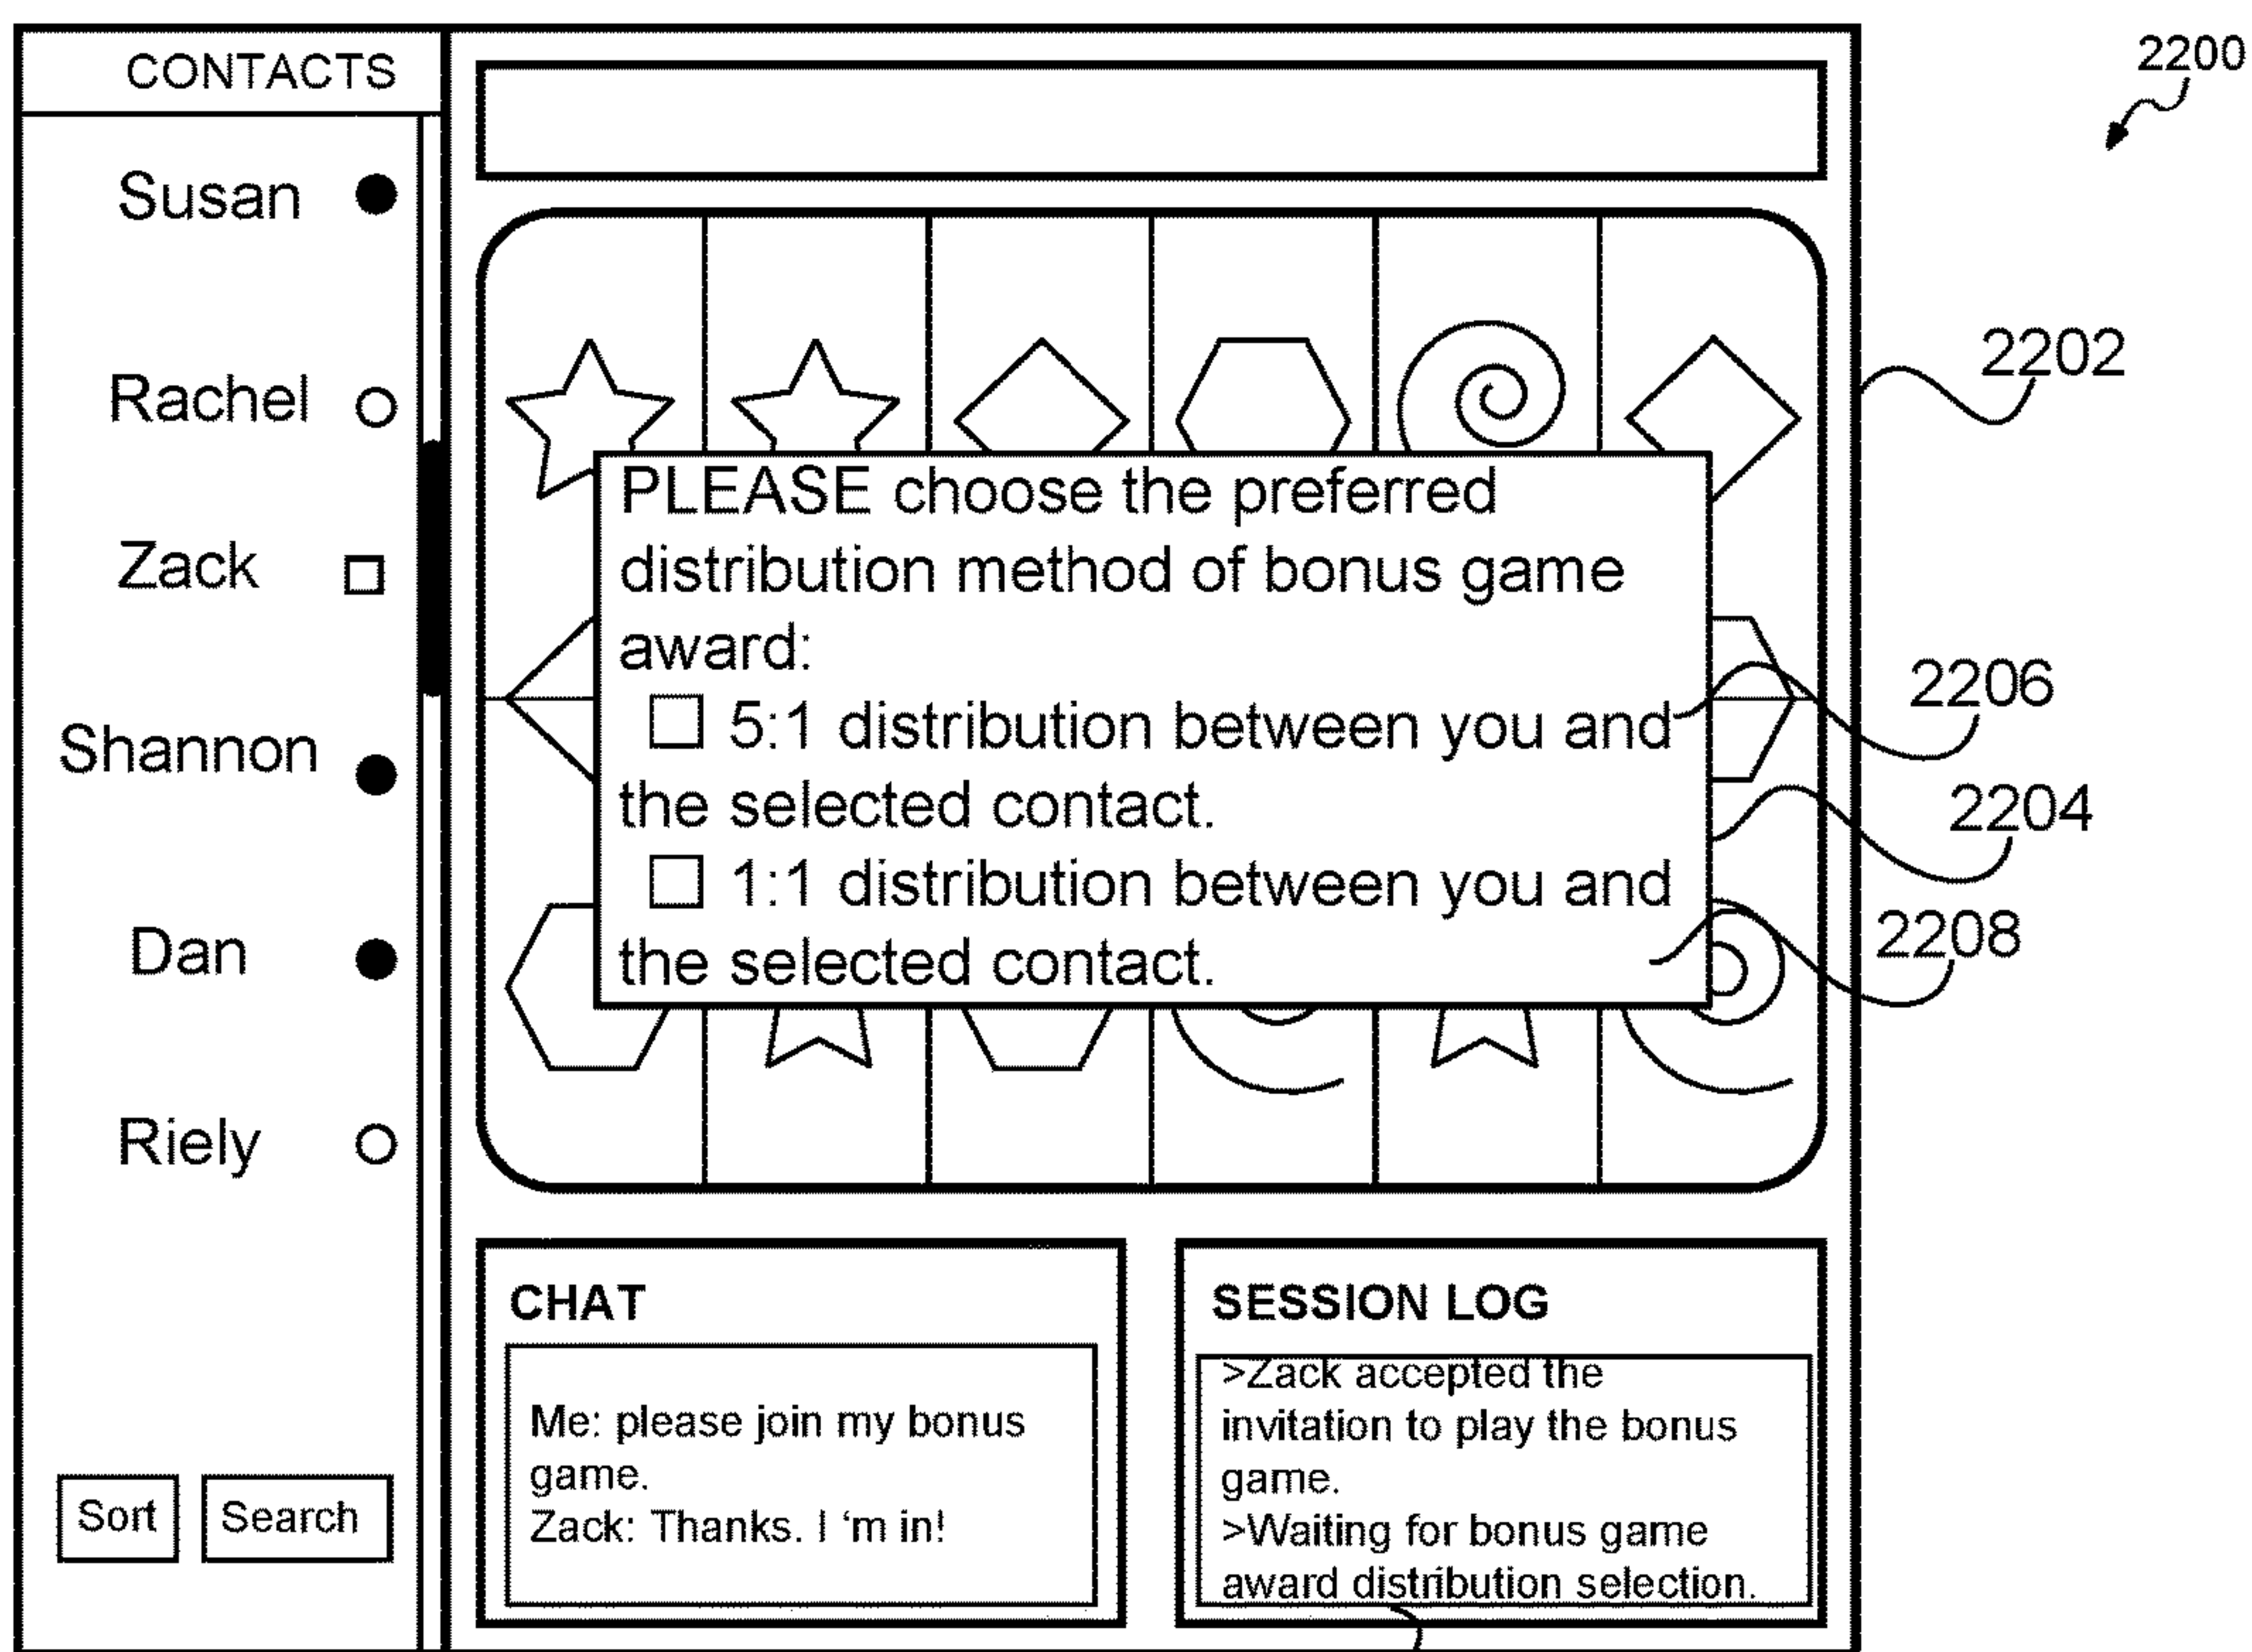 CONTACTS
Susan
Rachel
Zack
Shannon
Dan
Riely
Sort
Search
PLEASE choose the preferred
distribution method of bonus game
award:
5:1 distribution between you and
the selected contact.
1:1 distribution between you and
the selected contact.
CHAT
Me: please join my bonus
game.
Zack: Thanks. I ‘m in!
SESSION LOG
>Zack accepted the
invitation to play the bonus
game.
>Waiting for bonus game
award distribution selection.
2200
2202
2206
2204
2208